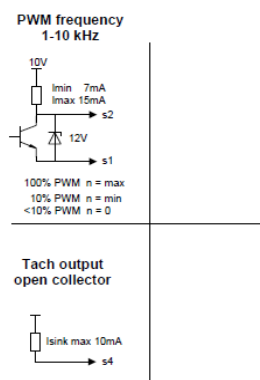 PWM frequency
1-10 kHz
10V
Imin 7mA
Imax 15mA
s2
12V
s1
100% PWM n = max
10% PWM n = min
<10% PWM n = 0
Tach output
open collector
Isink max 10mA
s4